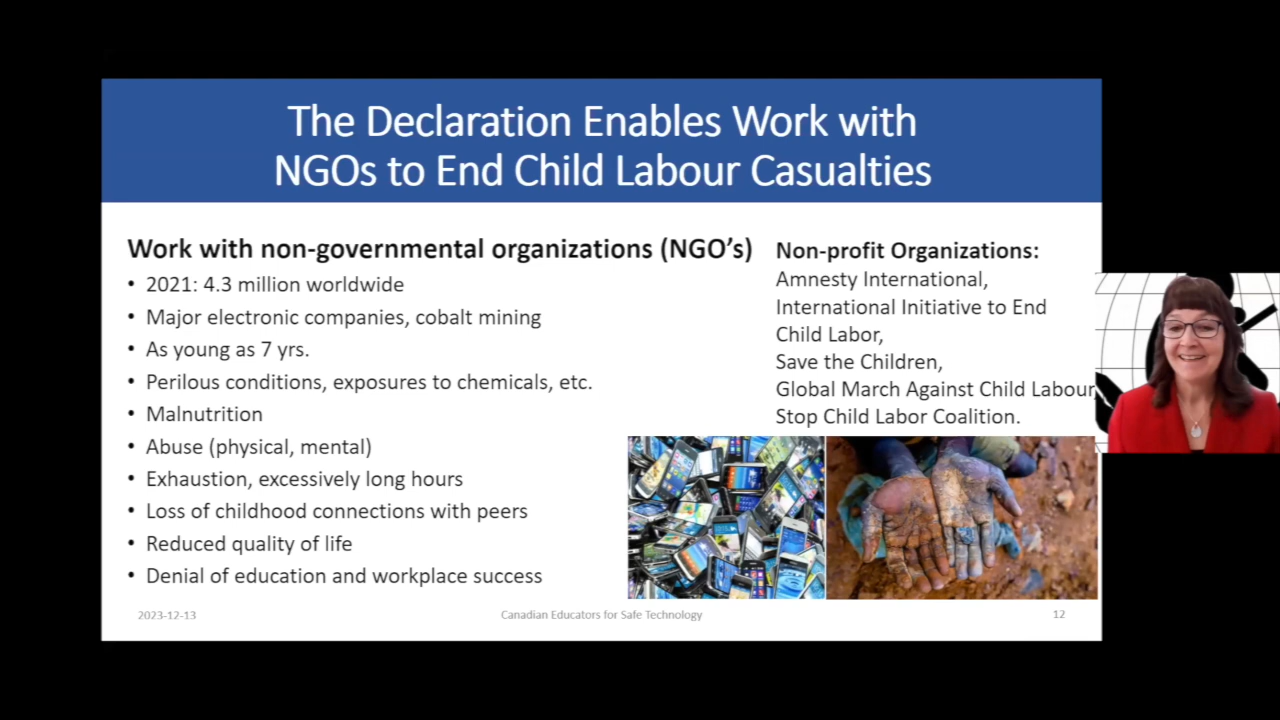 The Declaration Enables Work with
NGOs to End Child Labour Casualties
Work with non-governmental organizations (NGO’s)
• 2021: 4.3 million worldwide
• Major electronic companies, cobalt mining
• As young as 7 yrs.
• Perilous conditions, exposures to chemicals, etc.
• Malnutrition
• Abuse (physical, mental)
• Exhaustion, excessively long hours
• Loss of childhood connections with peers
• Reduced quality of life
• Denial of education and workplace success
Non-profit Organizations:
Amnesty International,
International Initiative to End
Child Labor,
Save the Children,
Global March Against Child Labour,
Stop Child Labor Coalition.
2023-12-13
Canadian Educators for Safe Technology
12